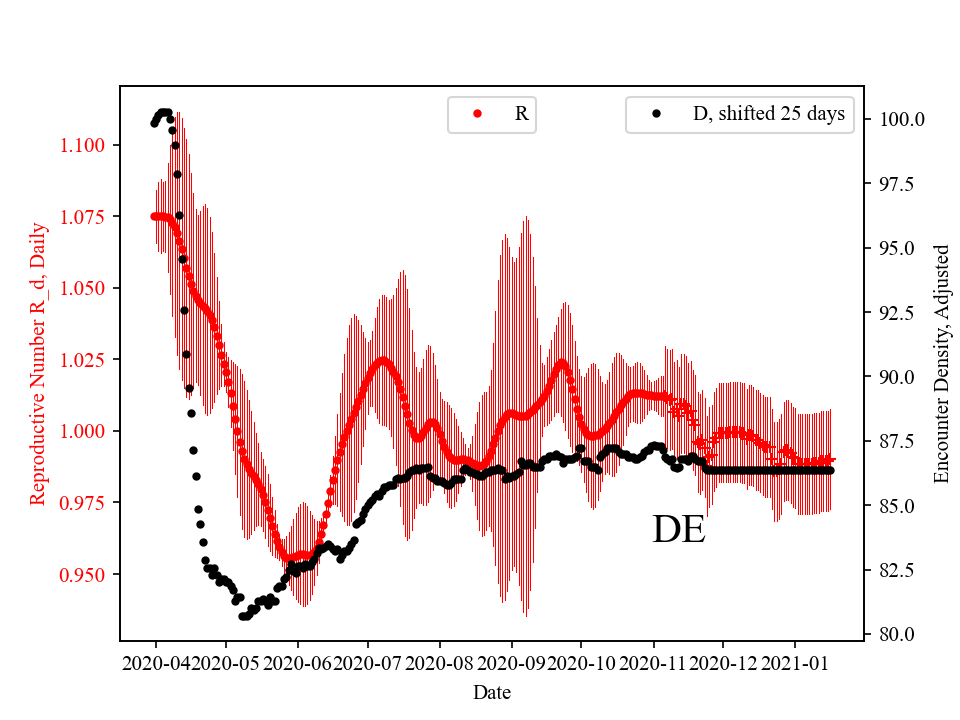 R
D, shifted 25 days
1.100
1.075
1.050
1.025
1.000
0.975
0.950
Reproductive Number R_d, Daily
100.0
97.5
95.0
92.5
90.0
87.5
85.0
82.5
80.0
Encounter Density, Adjusted
DE
2020-04 2020-05 2020-06 2020-07 2020-08 2020-09 2020-10 2020-11 2020-12 2021-01
Date